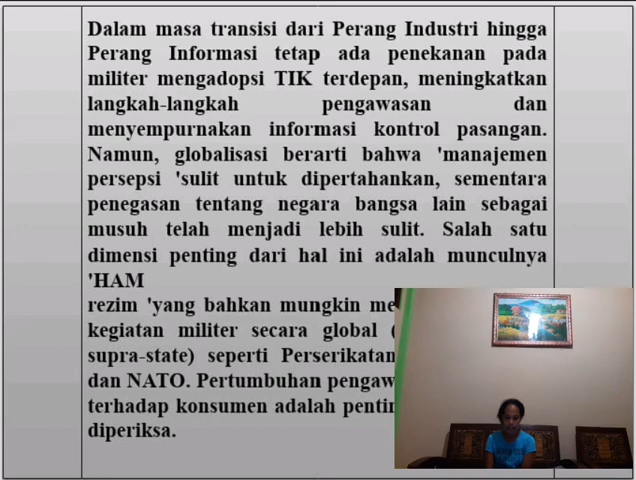 Dalam masa transisi dari Perang Industri hingga
Perang Informasi tetap ada penekanan pada
militer mengadopsi TIK terdepan, meningkatkan
langkah-langkah pengawasan dan
menyempurnakan informasi kontrol pasangan.
Namun, globalisasi berarti bahwa 'manajemen
persepsi 'sulit untuk dipertahankan, sementara
penegasan tentang negara bangsa lain sebagai
musuh telah menjadi lebih sulit. Salah satu
dimensi penting dari hal ini adalah munculnya
'HAM
rezim 'yang bahkan mungkin
kegiatan militer secara global
supra-state) seperti Perserikatan
dan NATO. Pertumbuhan
terhadap konsumen adalah
diperiksa.